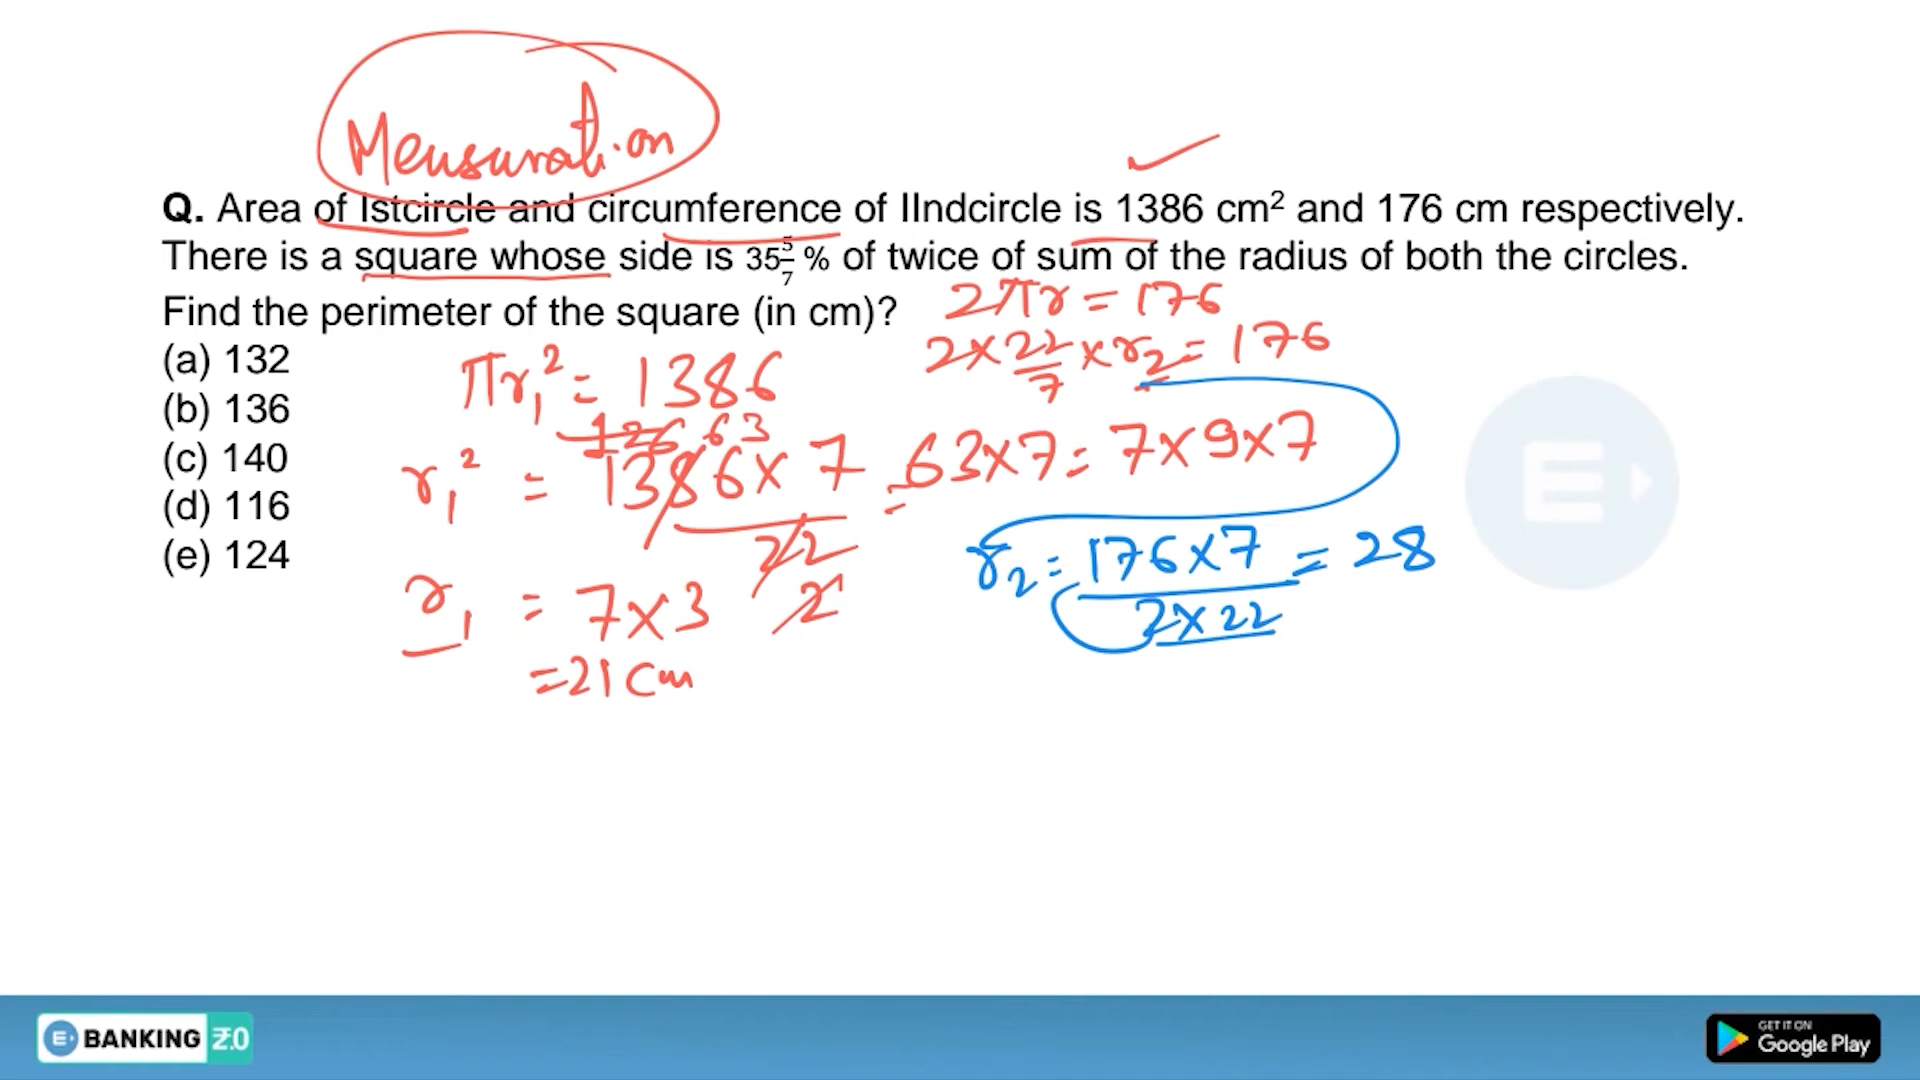 Mensuration
Q. Area of Istcircle and circumference of IIndcircle is 1386 cm² and 176 cm respectively.
There is a square whose side is 35 5/7 % of twice of sum of the radius of both the circles.
Find the perimeter of the square (in cm)?
2πr = 176
2 × 22/7 × r₂ = 176
(a) 132
(b) 136
(c) 140
(d) 116
(e) 124
πr₁² = 1386
126 63
r₁² = 1386 × 7 / 22 = 63 × 7 = 7 × 9 × 7
2
r₁ = 7 × 3
= 21 cm
r₂ = 176 × 7 / 2 × 22 = 28
E
E BANKING ₹.0
GET IT ON
Google Play